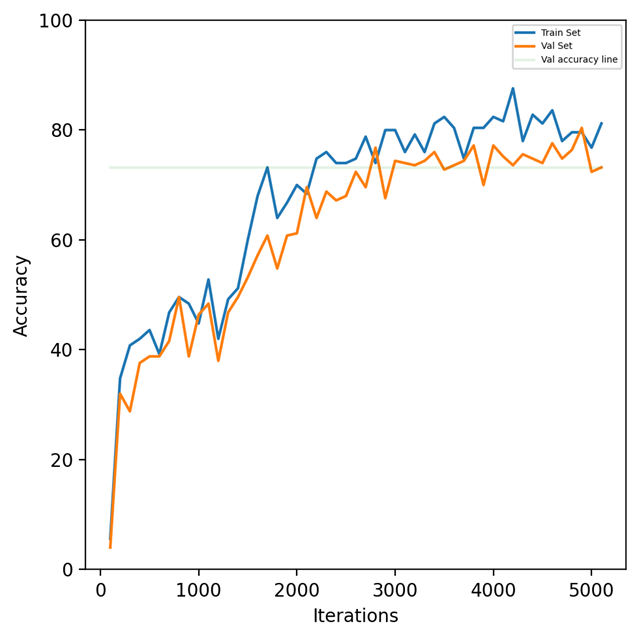 100
80
60
40
20
0
Accuracy
Train Set
Val Set
Val accuracy line
0 1000 2000 3000 4000 5000
Iterations